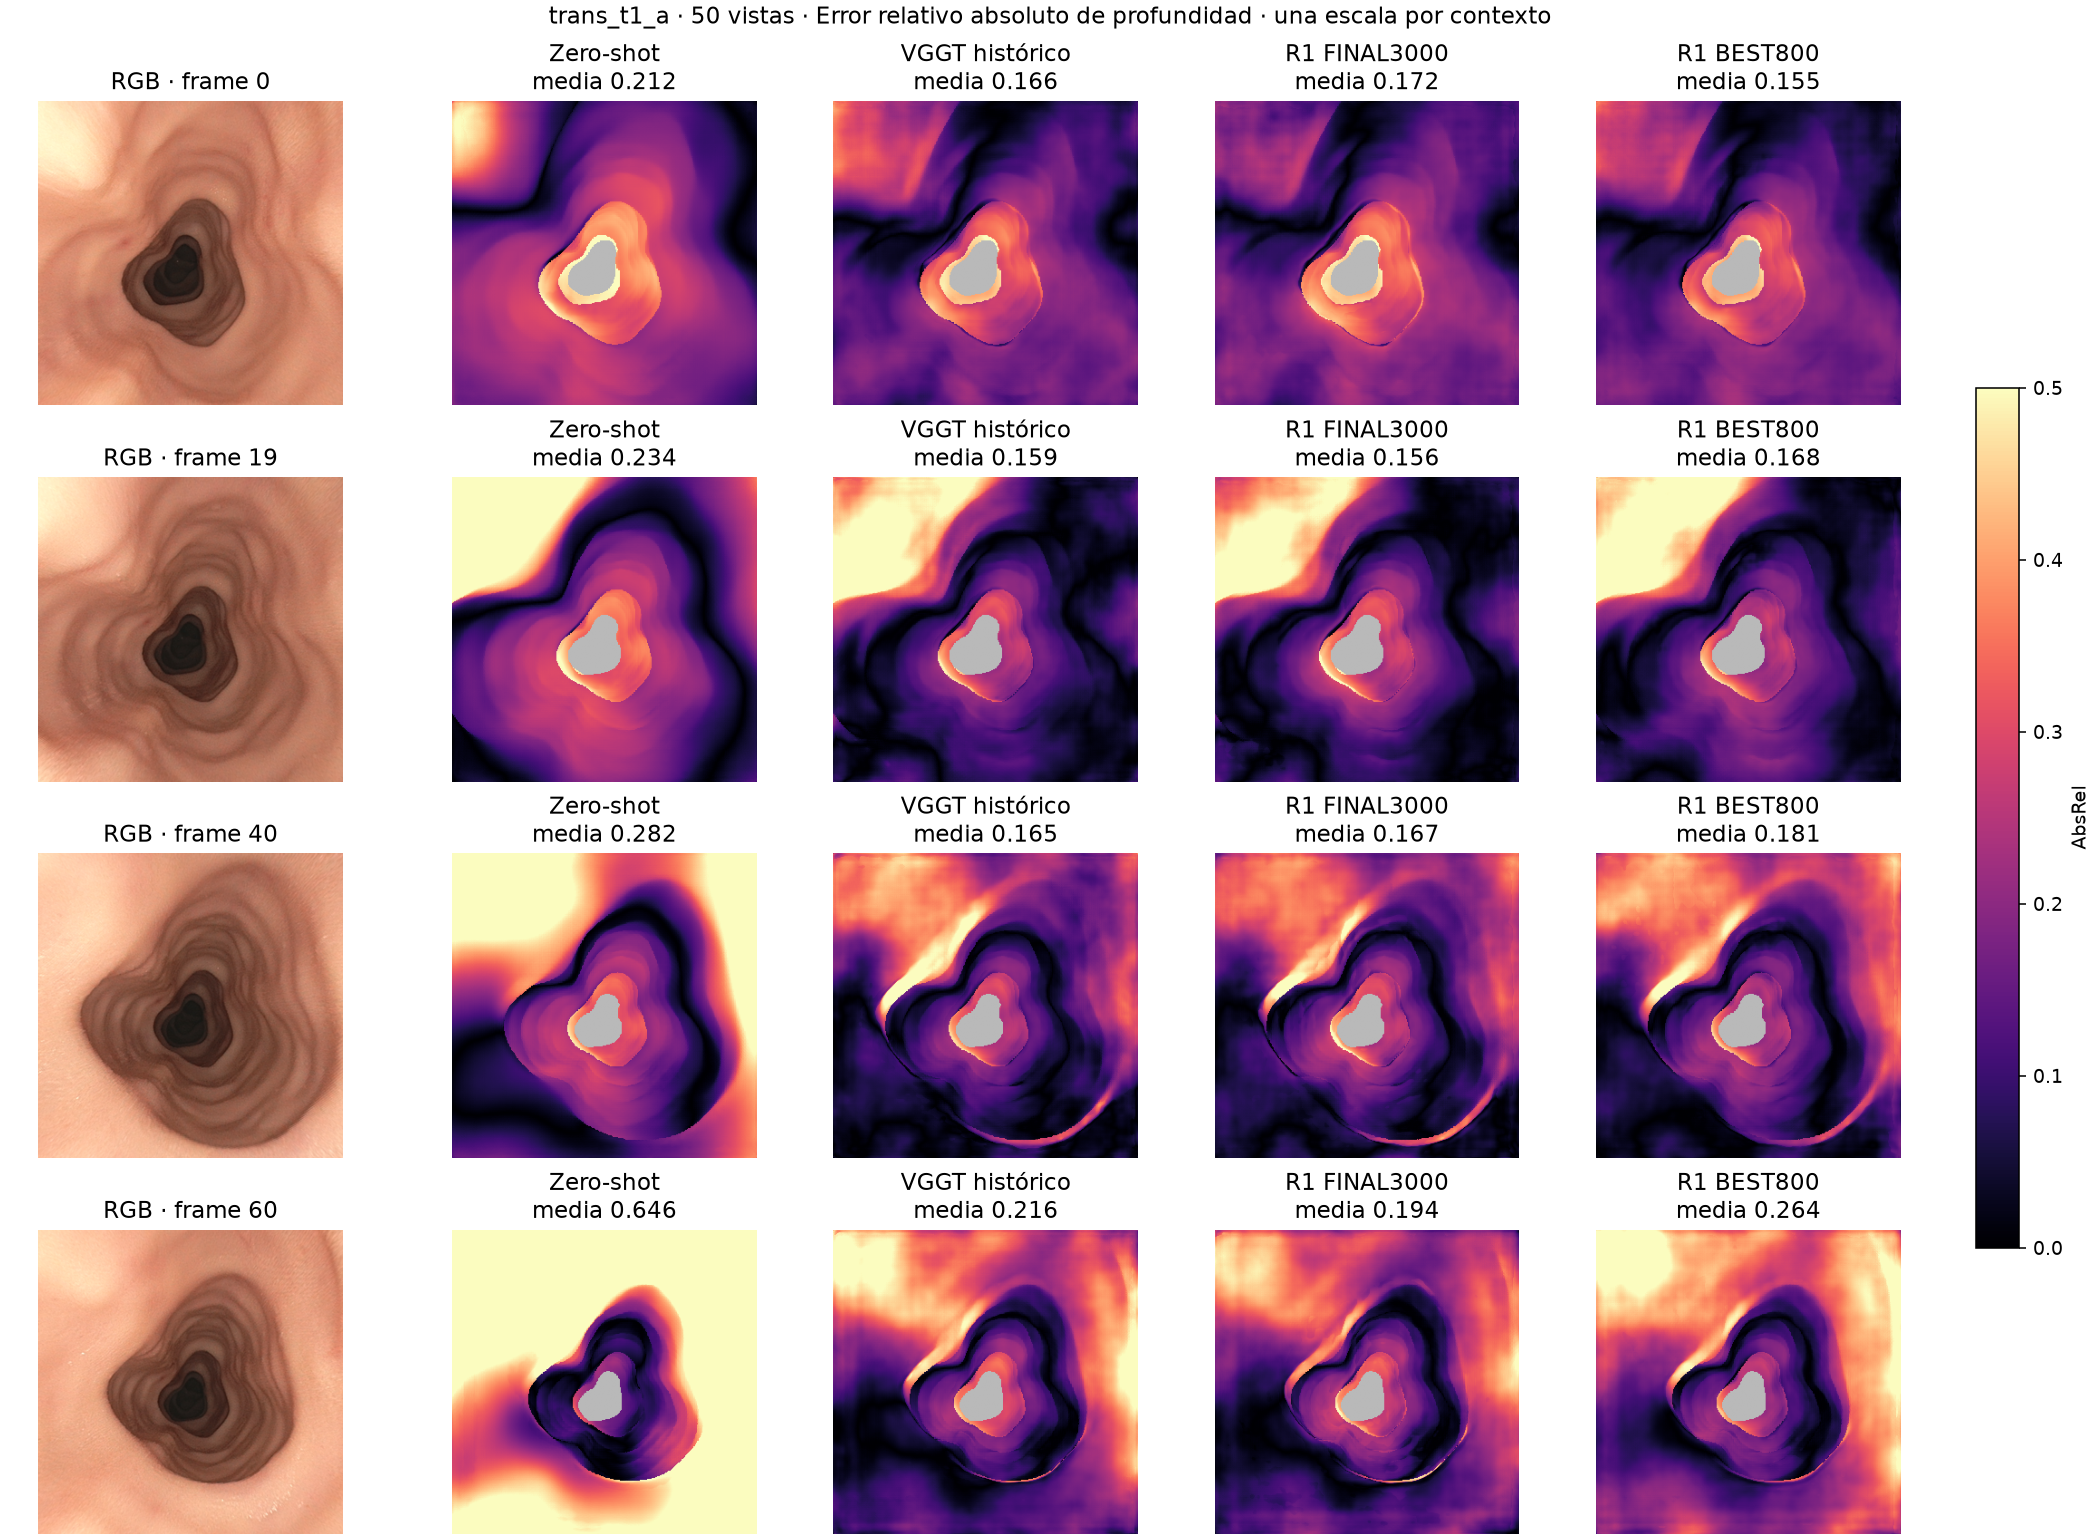 trans_t1_a · 50 vistas · Error relativo absoluto de profundidad · una escala por contexto
RGB · frame 0
Zero-shot
media 0.212
VGGT histórico
media 0.166
R1 FINAL3000
media 0.172
R1 BEST800
media 0.155
RGB · frame 19
Zero-shot
media 0.234
VGGT histórico
media 0.159
R1 FINAL3000
media 0.156
R1 BEST800
media 0.168
RGB · frame 40
Zero-shot
media 0.282
VGGT histórico
media 0.165
R1 FINAL3000
media 0.167
R1 BEST800
media 0.181
RGB · frame 60
Zero-shot
media 0.646
VGGT histórico
media 0.216
R1 FINAL3000
media 0.194
R1 BEST800
media 0.264
0.5
0.4
0.3
0.2
0.1
0.0
AbsRel